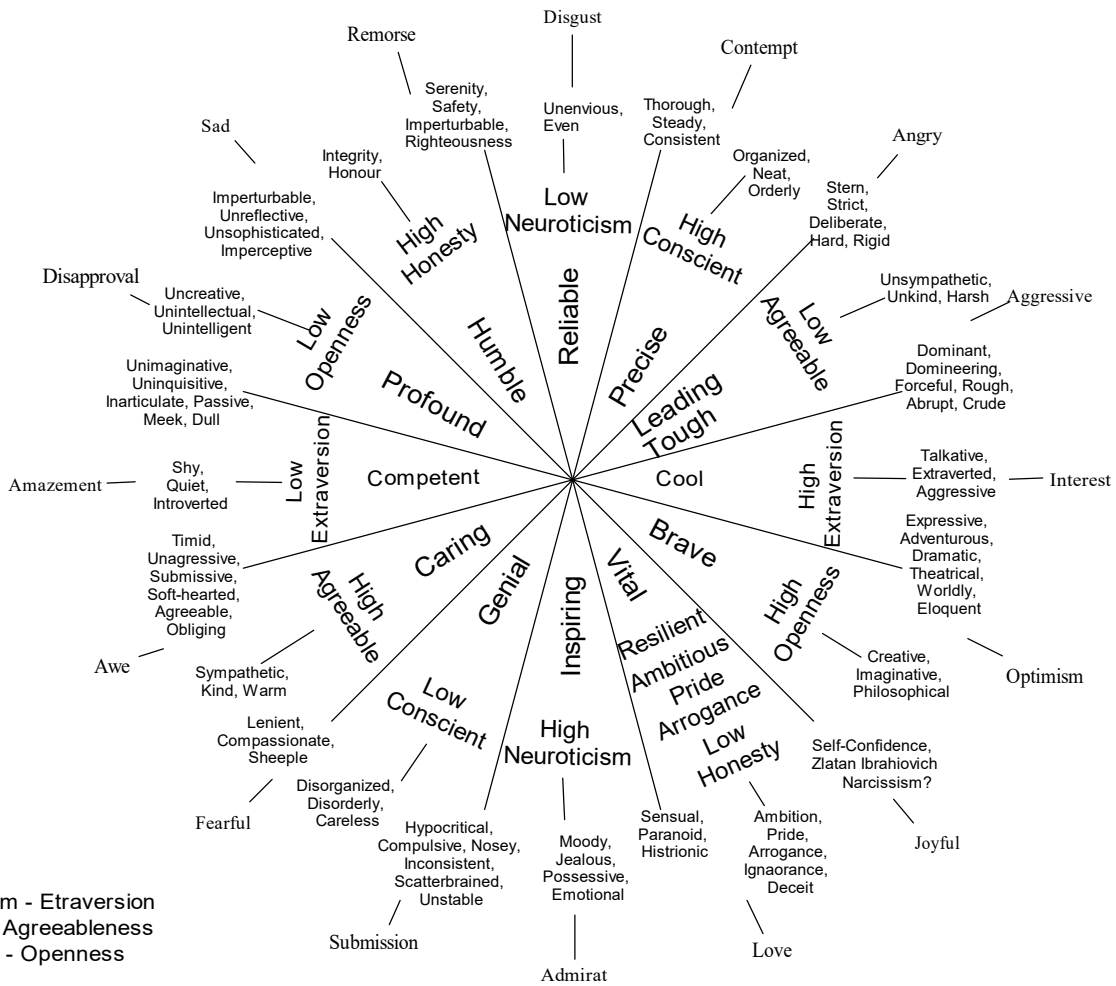 Disgust
Remorse
Contempt
Serenity,
Safety,
Imperturbable,
Righteousness
Unenvious,
Even
Thorough,
Steady,
Consistent
Sad
Angry
Integrity,
Honour
Organized,
Neat,
Orderly
Imperturbable,
Unreflective,
Unsophisticated,
Imperceptive
Stern,
Strict,
Deliberate,
Hard, Rigid
High
Honesty
Low
Neuroticism
High
Conscient
Disapproval
Uncreative,
Unintellectual,
Unintelligent
Low
Openness
Humble
Reliable
Precise
Low
Agreeable
Unsympathetic,
Unkind, Harsh
Aggressive
Unimaginative,
Uninquisitive,
Inarticulate, Passive,
Meek, Dull
Profound
Leading
Tough
Dominant,
Domineering,
Forceful, Rough,
Abrupt, Crude
Amazement
Shy,
Quiet,
Introverted
Low
Extraversion
Competent
Cool
High
Extraversion
Talkative,
Extraverted,
Aggressive
Interest
Timid,
Unagressive,
Submissive,
Soft-hearted,
Agreeable,
Obliging
Awe
High
Agreeable
Caring
Genial
Inspiring
Vital
Brave
High
Openness
Expressive,
Adventurous,
Dramatic,
Theatrical,
Worldly,
Eloquent
Sympathetic,
Kind, Warm
Resilient
Ambitious
Pride
Arrogance
Low
Honesty
Creative,
Imaginative,
Philosophical
Optimism
Lenient,
Compassionate,
Sheeple
Low
Conscient
High
Neuroticism
Self-Confidence,
Zlatan Ibrahiovich
Narcissism?
Fearful
Disorganized,
Disorderly,
Careless
Hypocritical,
Compulsive, Nosey,
Inconsistent,
Scatterbrained,
Unstable
Moody,
Jealous,
Possessive,
Emotional
Sensual,
Paranoid,
Histrionic
Ambition,
Pride,
Arrogance,
Ignaorance,
Deceit
Joyful
Submission
Admirat
Love
m - Etraversion
Agreeableness
- Openness